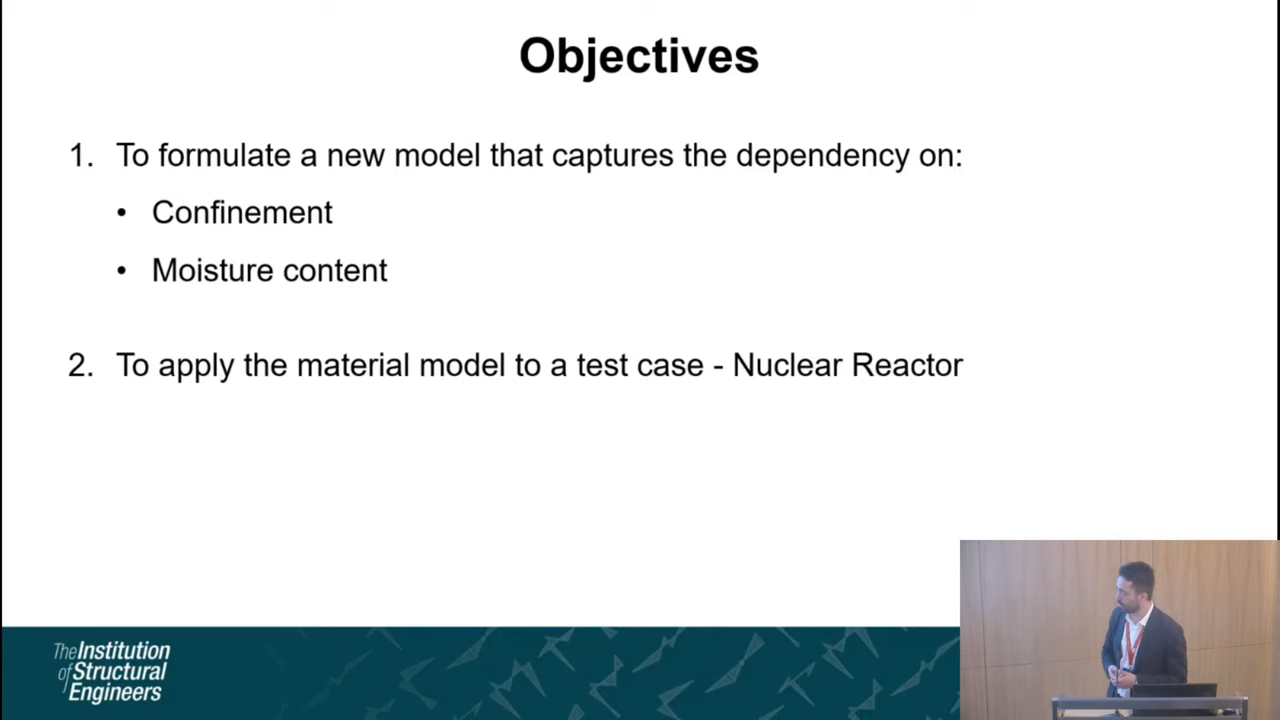 Objectives
1. To formulate a new model that captures the dependency on:
• Confinement
• Moisture content
2. To apply the material model to a test case - Nuclear Reactor
The Institution
of Structural
Engineers